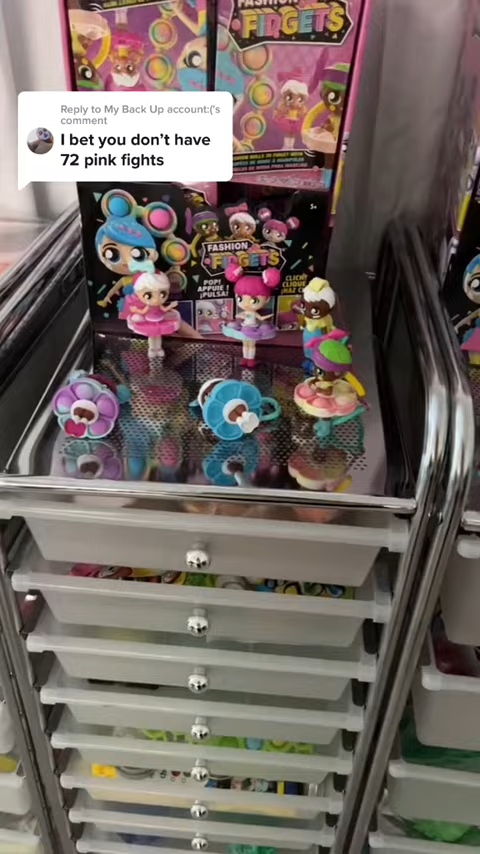 FASHION
FIDGETS
Reply to My Back Up account:('s
comment
I bet you don't have
72 pink fights
FASHION
FIDGETS
POP!
APPUIE !
¡PULSA!
CLICK!
CLIQUE
¡HAZ C